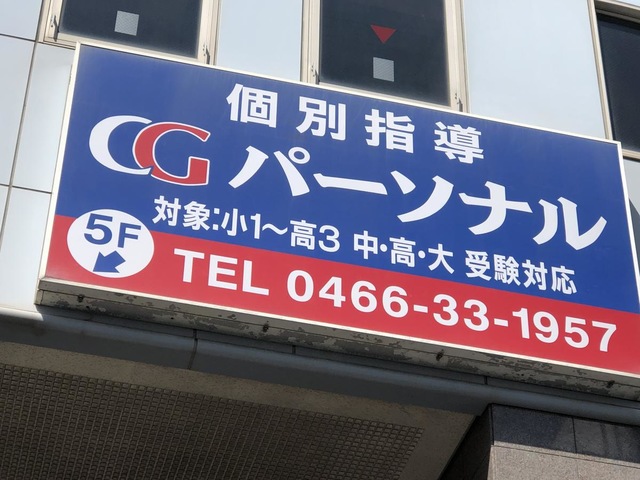 個別指導
CG パーソナル
対象:小1〜高3 中・高・大 受験対応
5F
TEL 0466-33-1957